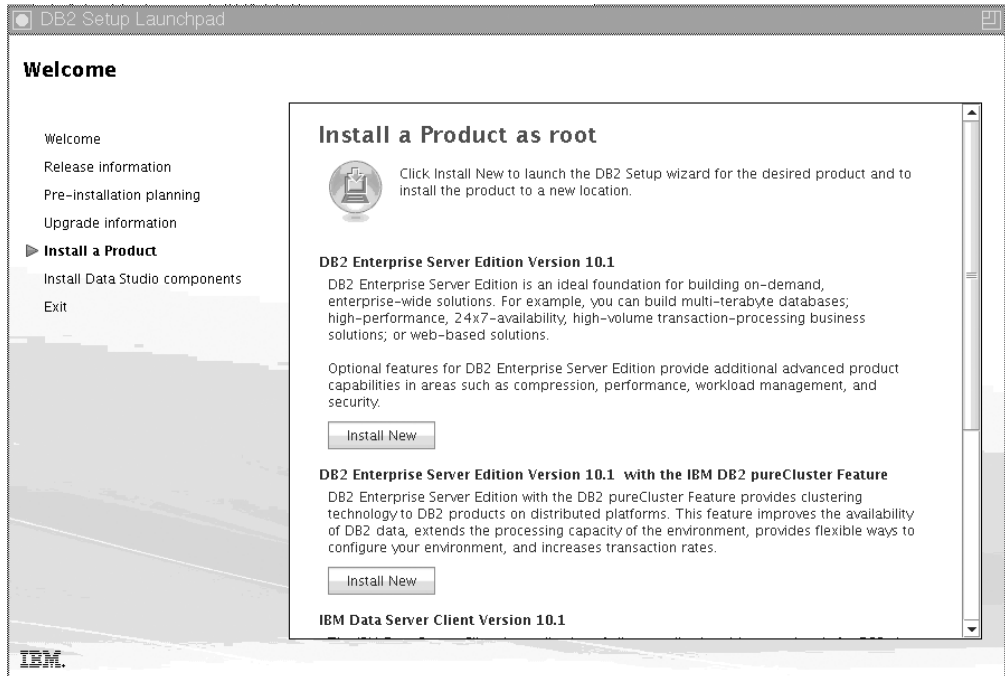 DB2 Setup Launchpad
Welcome
Welcome
Release information
Pre-installation planning
Upgrade information
Install a Product
Install Data Studio components
Exit
Install a Product as root
Click Install New to launch the DB2 Setup wizard for the desired product and to
install the product to a new location.
DB2 Enterprise Server Edition Version 10.1
DB2 Enterprise Server Edition is an ideal foundation for building on-demand,
enterprise-wide solutions. For example, you can build multi-terabyte databases;
high-performance, 24x7-availability, high-volume transaction-processing business
solutions; or web-based solutions.
Optional features for DB2 Enterprise Server Edition provide additional advanced product
capabilities in areas such as compression, performance, workload management, and
security.
Install New
DB2 Enterprise Server Edition Version 10.1 with the IBM DB2 pureCluster Feature
DB2 Enterprise Server Edition with the DB2 pureCluster Feature provides clustering
technology to DB2 products on distributed platforms. This feature improves the availability
of DB2 data, extends the processing capacity of the environment, provides flexible ways to
configure your environment, and increases transaction rates.
Install New
IBM Data Server Client Version 10.1
IBM.